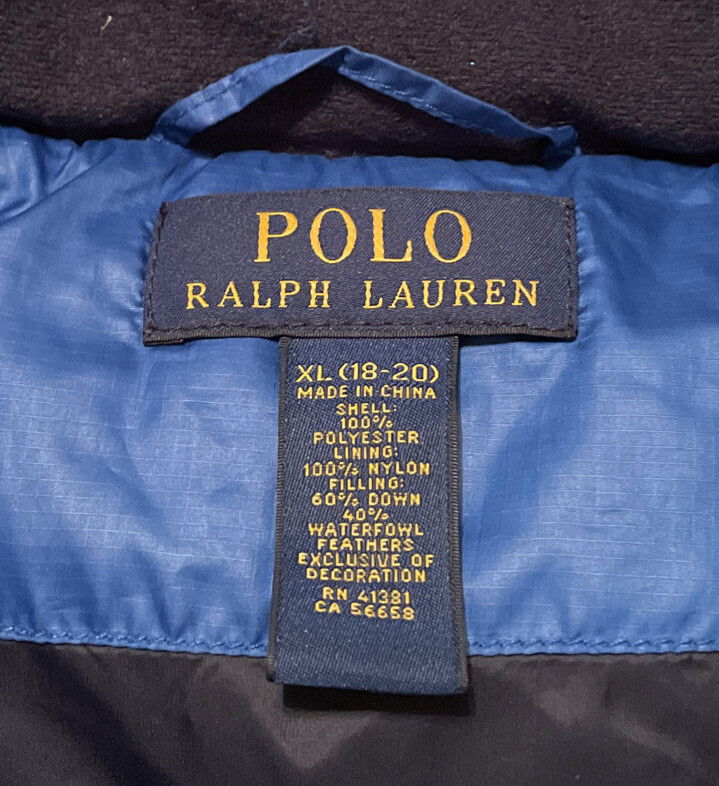 POLO
RALPH LAUREN
XL (18-20)
MADE IN CHINA
SHELL:
100%
POLYESTER
LINING:
100% NYLON
FILLING:
60% DOWN
40%
WATERFOWL
FEATHERS
EXCLUSIVE OF
DECORATION
RN 41381
CA 56658